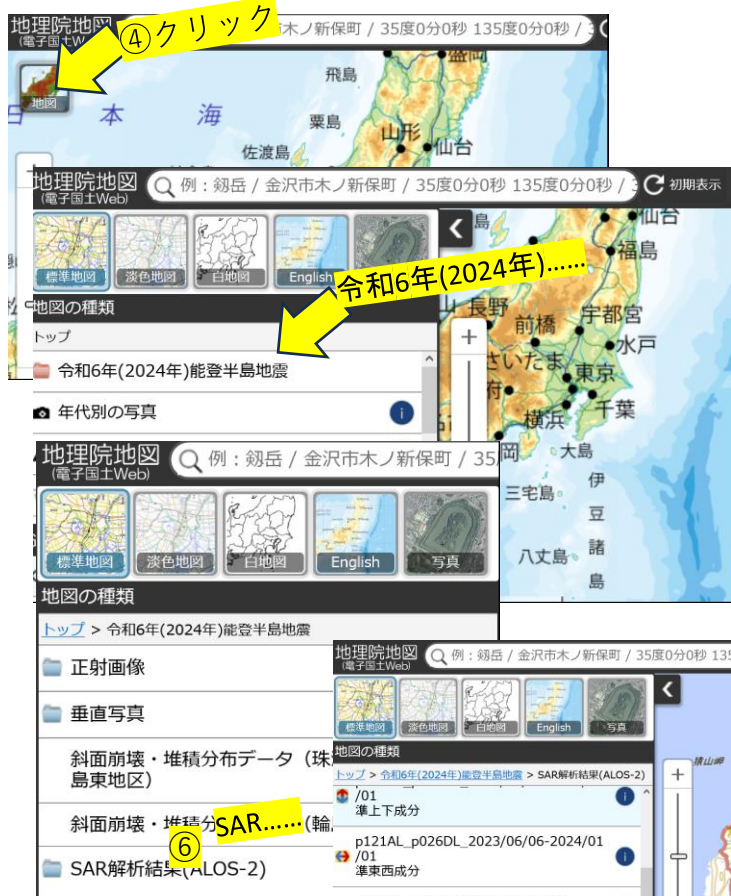 地理院地図
(電子国土W
④クリック
木ノ新保町 / 35度0分0秒 135度0分0秒 / 3
地図
日本海
飛島
粟島
佐渡島
盛岡
山形
仙台
地理院地図
(電子国土Web)
例：剱岳 / 金沢市木ノ新保町 / 35度0分0秒 135度0分0秒 / 3
初期表示
標準地図
淡色地図
白地図
English
令和6年(2024年)……
地図の種類
トップ
令和6年(2024年)能登半島地震
年代別の写真
島
仙台
福島
長野
前橋
宇都宮
水戸
さいたま
東京
府
横浜
千葉
岡
大島
三宅島
伊豆諸島
八丈島
地理院地図
(電子国土Web)
例：剱岳 / 金沢市木ノ新保町 / 35
標準地図
淡色地図
白地図
English
写真
地図の種類
トップ > 令和6年(2024年)能登半島地震
正射画像
垂直写真
斜面崩壊・堆積分布データ（珠
島東地区）
斜面崩壊・堆積分
(輪
⑥
SAR……
SAR解析結果(ALOS-2)
地理院地図
(電子国土Web)
例：剱岳 / 金沢市木ノ新保町 / 35度0分0秒 135
標準地図
淡色地図
白地図
English
写真
地図の種類
トップ > 令和6年(2024年)能登半島地震 > SAR解析結果(ALOS-2)
/01
準上下成分
p121AL_p026DL_2023/06/06-2024/01
/01
準東西成分
猿山岬